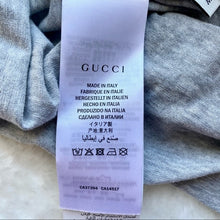 GUCCI
MADE IN ITALY
FABRIQUÉ EN ITALIE
HERGESTELLT IN ITALIEN
HECHO EN ITALIA
PRODUZIDO NA ITALIA
СДЕЛАНО В ИТАЛИИ
イタリア製
产地:意大利
صنع في إيطاليا